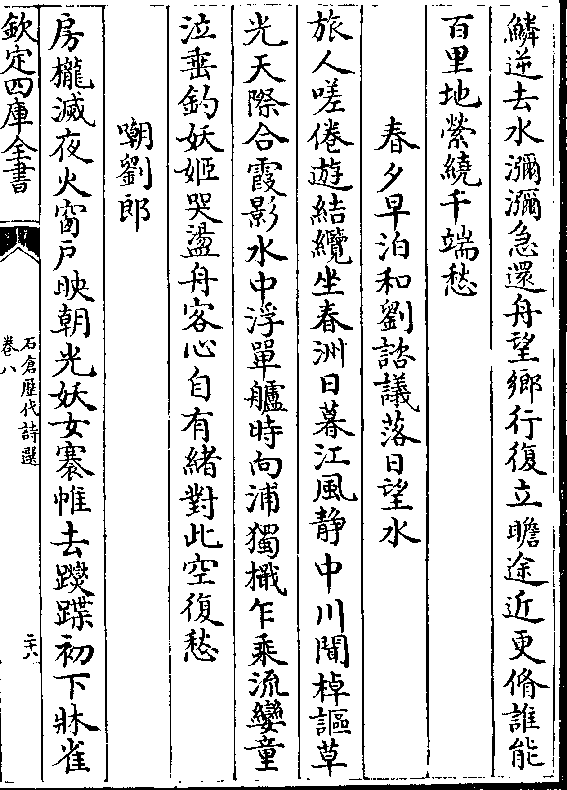 鱗逆去水瀰瀰急還舟望鄉行復立瞻途近更脩誰能
百里地縈繞千端愁
春夕早泊和劉諮議落日望水
旅人嗟倦遊結纜坐春洲日暮江風靜中川聞棹謳草
光天際合霞影水中浮單艫時向浦獨檝乍乘流孌童
泣垂釣妖姬哭盪舟客心自有緒對此空復愁
嘲劉郎
房櫳滅夜火窗戶映朝光妖女褰帷去躞蹀初下牀雀
欽定四庫全書
石倉歷代詩選
卷八
二十八